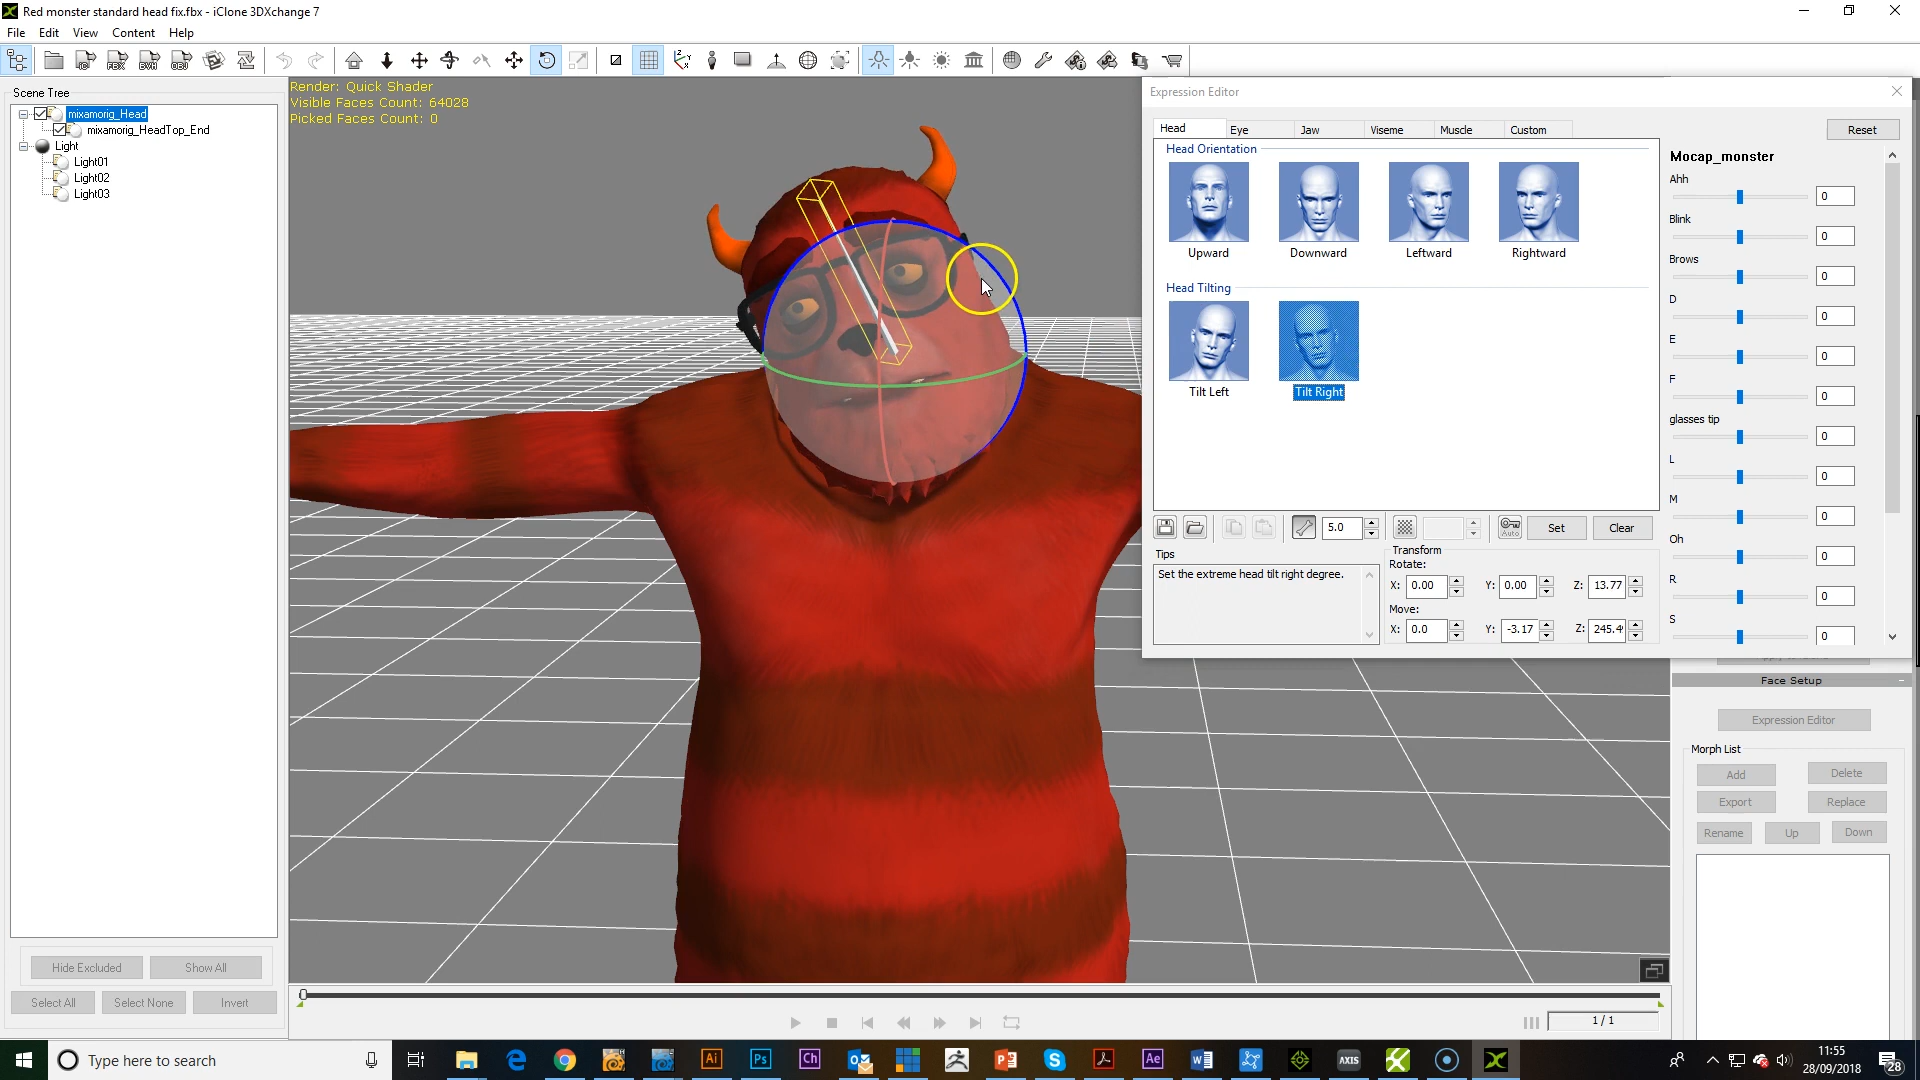 Red monster standard head fix.fbx - iClone 3DXchange 7
File Edit View Content Help
Scene Tree
mixamorig_Head
mixamorig_HeadTop_End
Light
Light01
Light02
Light03
Render: Quick Shader
Visible Faces Count: 64028
Picked Faces Count: 0
Expression Editor
Head Eye Jaw Viseme Muscle Custom
Reset
Head Orientation
Upward Downward Leftward Rightward
Head Tilting
Tilt Left Tilt Right
Mocap_monster
Ahh
0
Blink
0
Brows
0
D
0
E
0
F
0
glasses tip
0
L
0
M
0
Oh
0
R
0
S
0
5.0
Auto
Set Clear
Tips
Set the extreme head tilt right degree.
Transform
Rotate:
X: 0.00 Y: 0.00 Z: 13.77
Move:
X: 0.0 Y: -3.17 Z: 245.4
Face Setup
Expression Editor
Morph List
Add Delete
Export Replace
Rename Up Down
Hide Excluded Show All
Select All Select None Invert
1 / 1
Type here to search
11:55
28/09/2018
28